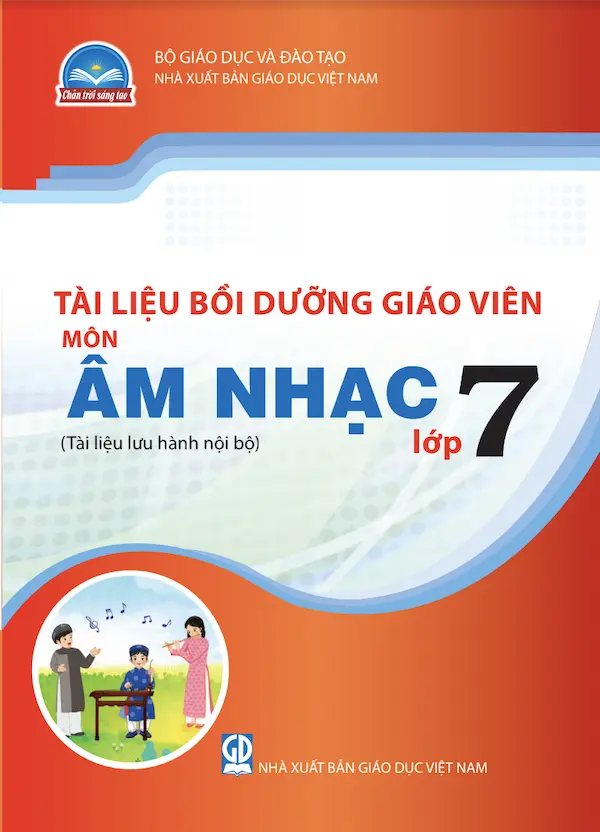 BỘ GIÁO DỤC VÀ ĐÀO TẠO
NHÀ XUẤT BẢN GIÁO DỤC VIỆT NAM
Chân trời sáng tạo
TÀI LIỆU BỒI DƯỠNG GIÁO VIÊN
MÔN
ÂM NHẠC
lớp 7
(Tài liệu lưu hành nội bộ)
GD
NHÀ XUẤT BẢN GIÁO DỤC VIỆT NAM